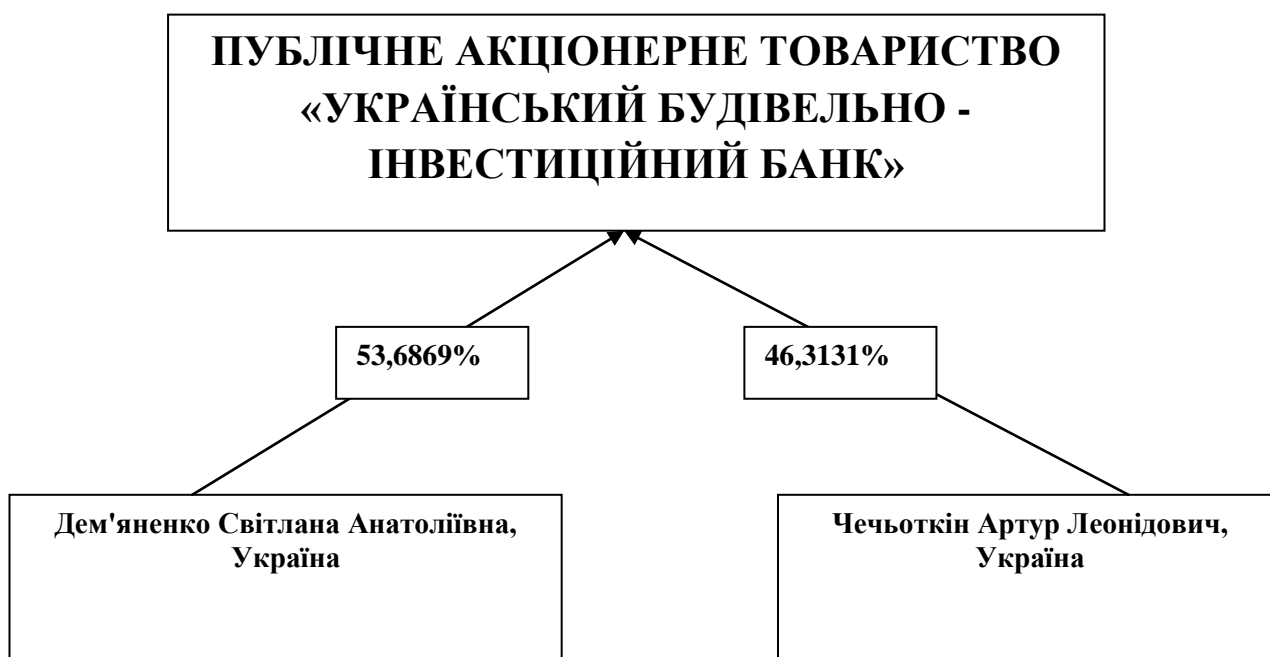 ПУБЛІЧНЕ АКЦІОНЕРНЕ ТОВАРИСТВО
«УКРАЇНСЬКИЙ БУДІВЕЛЬНО -
ІНВЕСТИЦІЙНИЙ БАНК»
53,6869%
46,3131%
Дем'яненко Світлана Анатоліївна,
Україна
Чечьоткін Артур Леонідович,
Україна